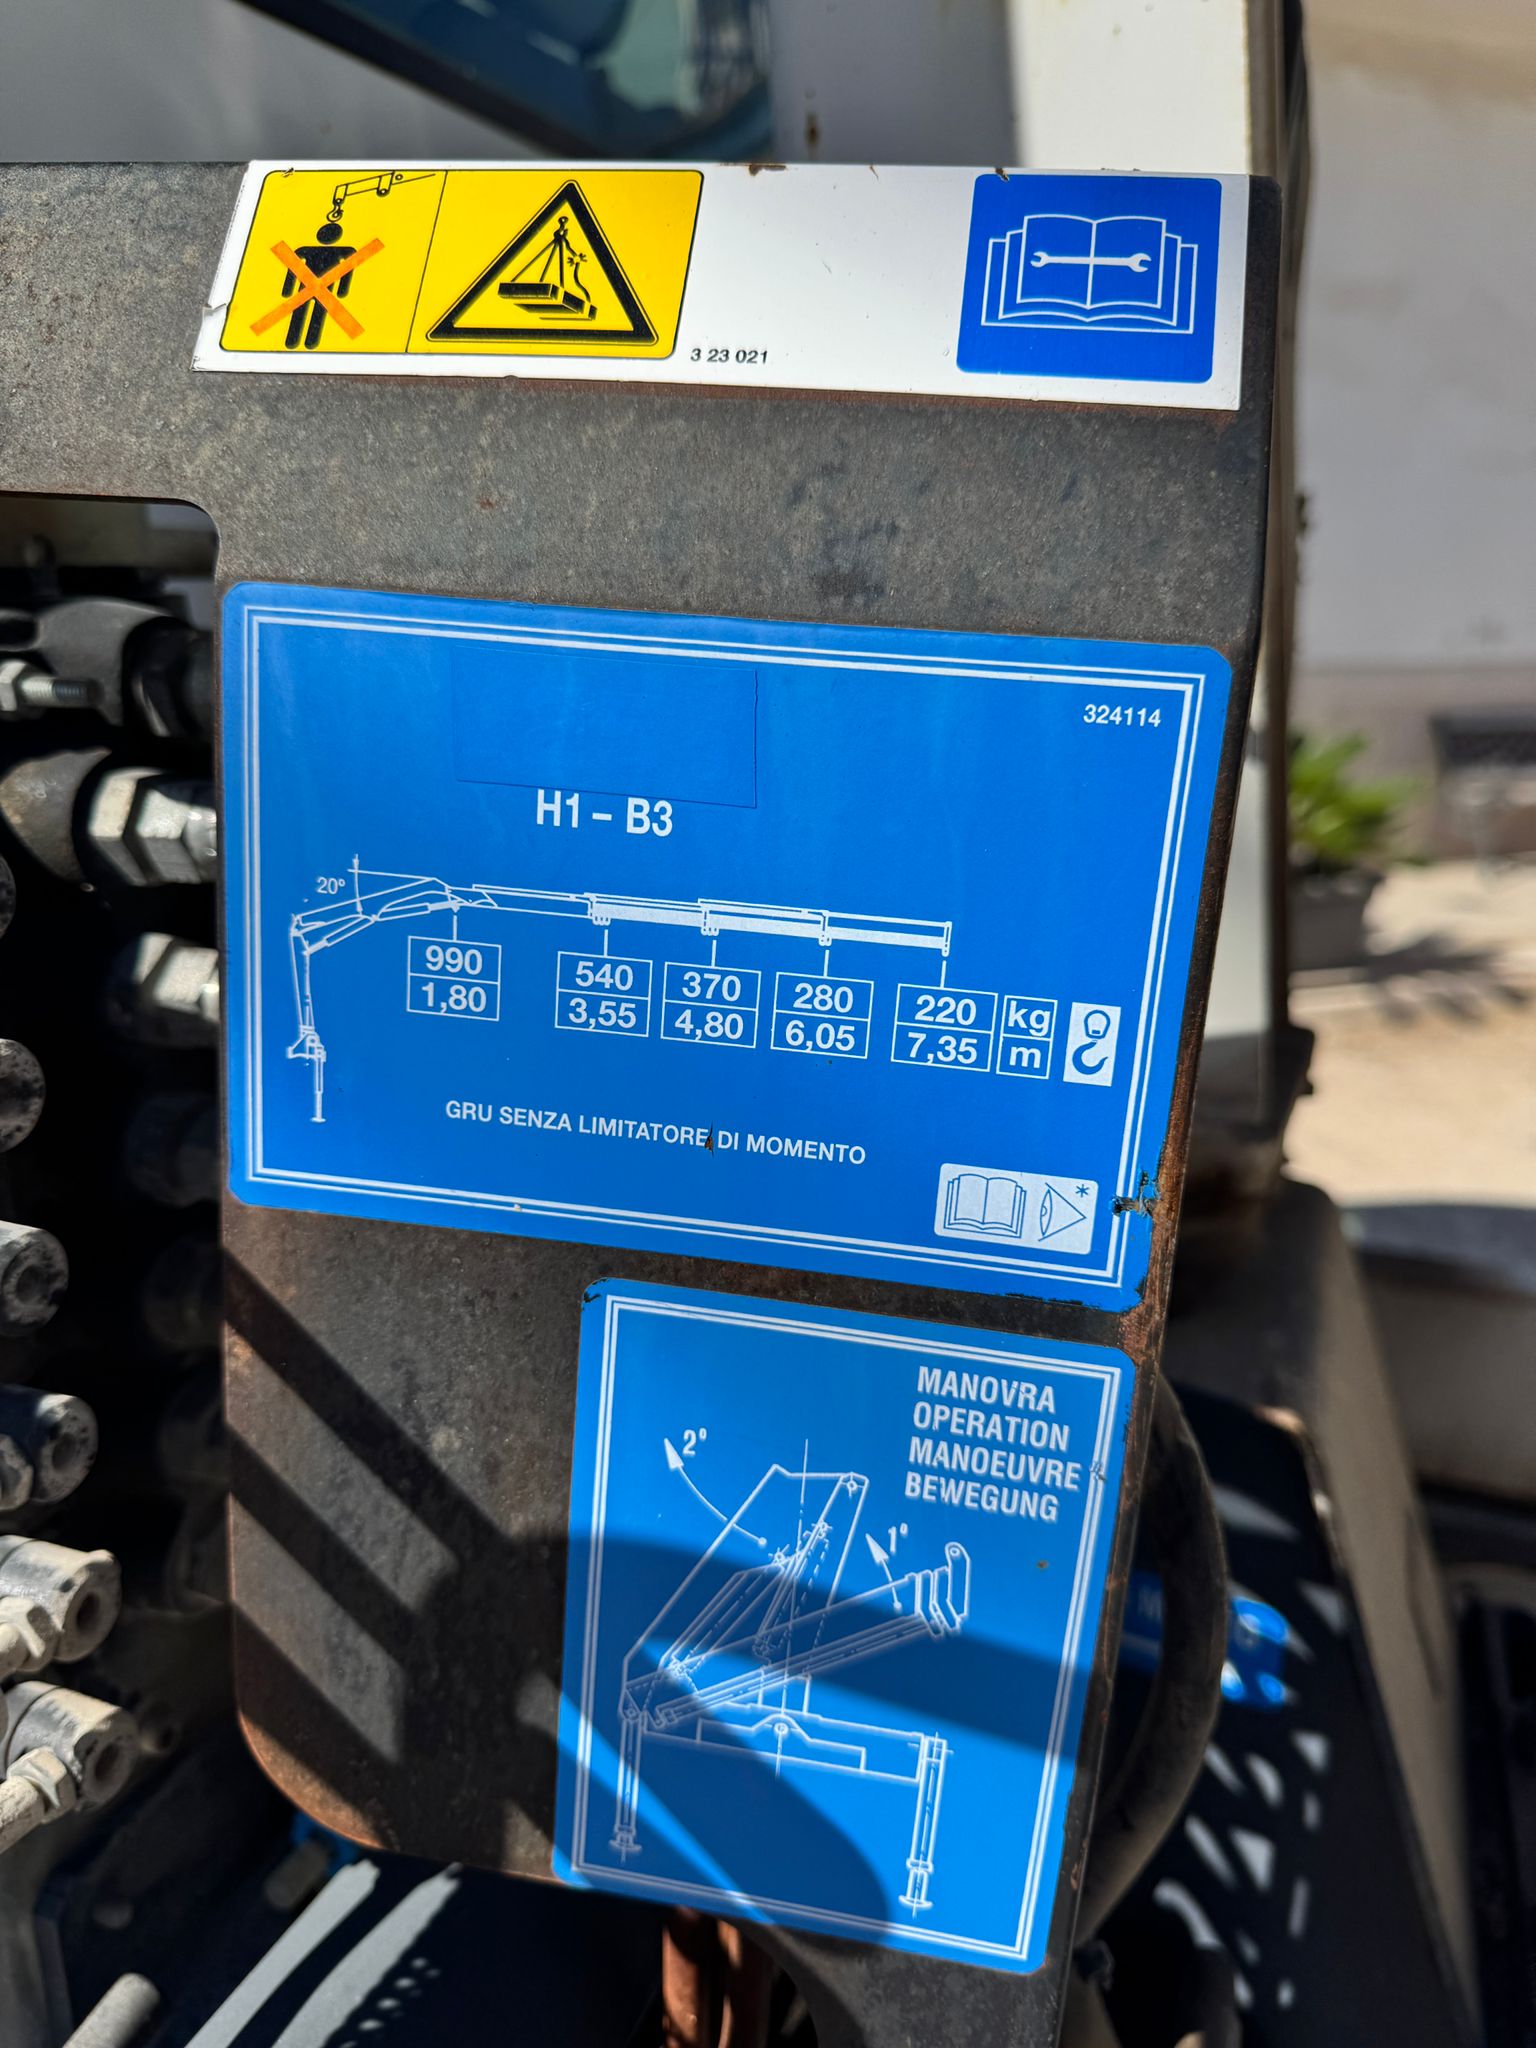 3 23 021
324114
H1 – B3
20°
990 540 370 280 220 kg
1,80 3,55 4,80 6,05 7,35 m
GRU SENZA LIMITATORE DI MOMENTO
*
MANOVRA
OPERATION
MANOEUVRE
BEWEGUNG
2°
1°